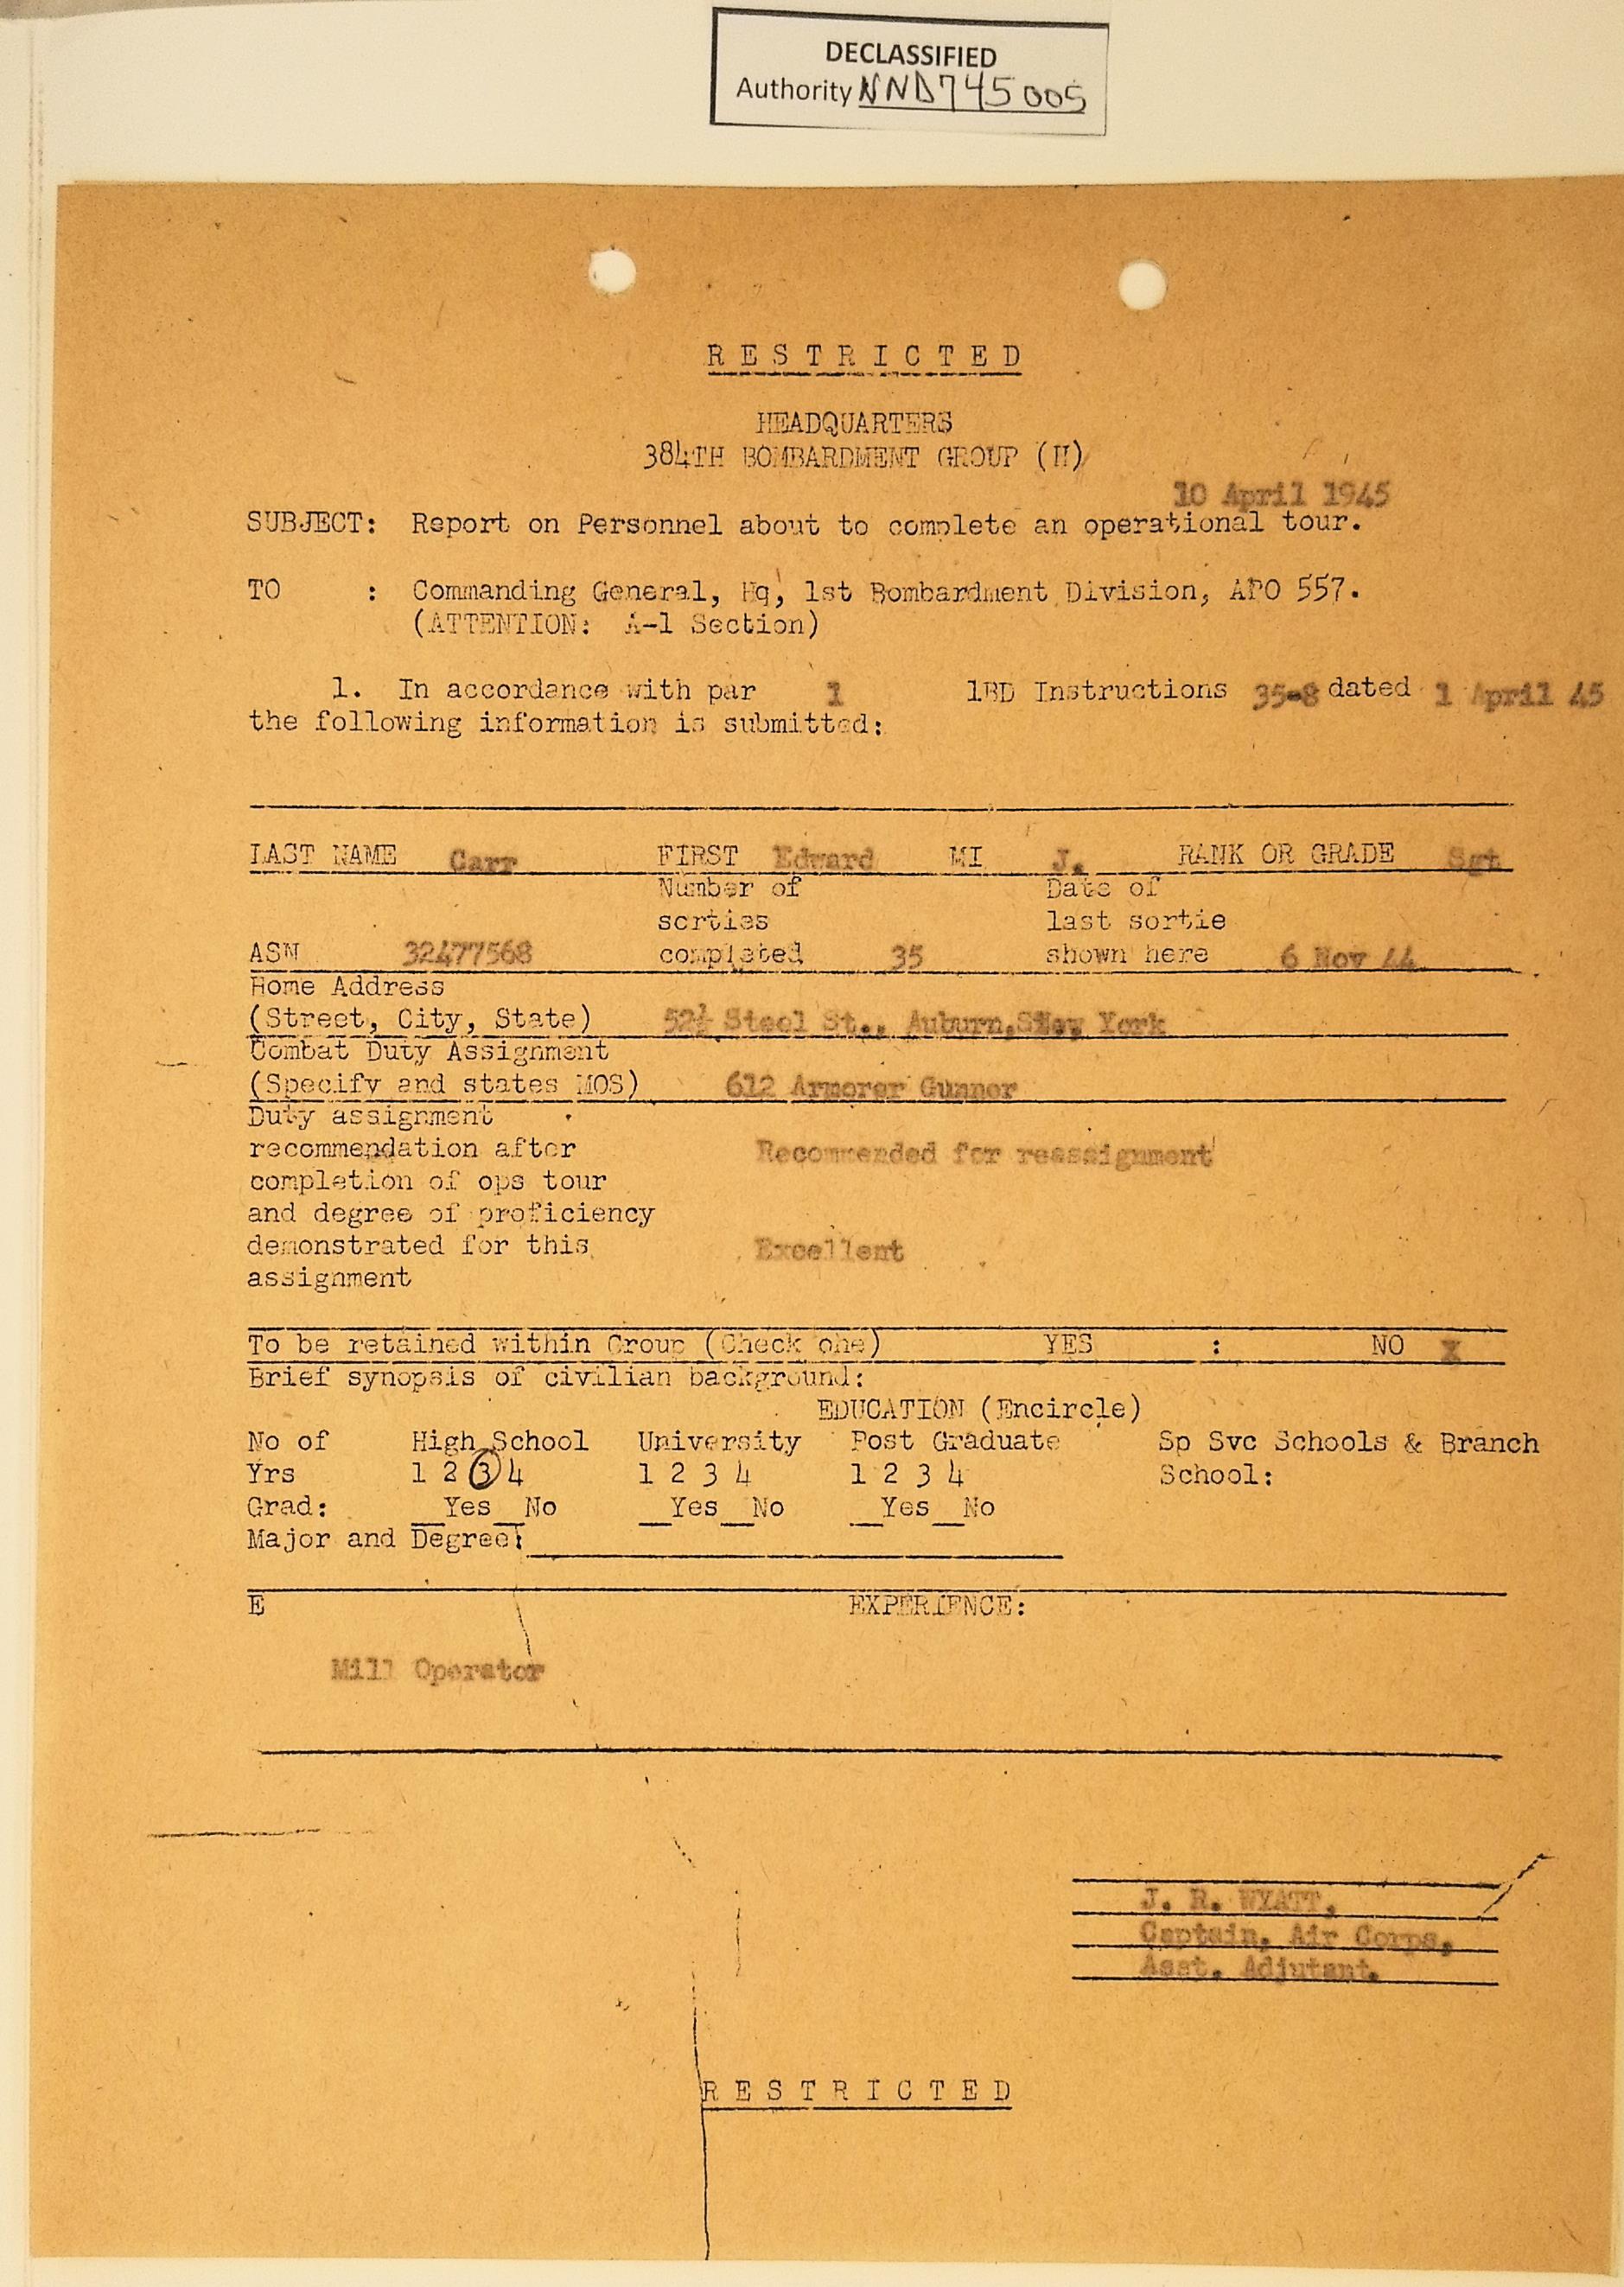 DECLASSIFIED
Authority NND745005
RESTRICTED
HEADQUARTERS
384TH BOMBARDMENT GROUP (H)
10 April 1945
SUBJECT: Report on Personnel about to complete an operational tour.
TO : Commanding General, Hq, 1st Bombardment Division, APO 557.
(ATTENTION: A-1 Section)
1. In accordance with par 1 1BD Instructions 35-8 dated 1 April 45
the following information is submitted:
LAST NAME Carr FIRST Edward MI J. RANK OR GRADE Sgt
Number of Date of
sorties last sortie
ASN 32477568 completed 35 shown here 6 Nov 44
Home Address
(Street, City, State) 52½ Steel St., Auburn, New York
Combat Duty Assignment
(Specify and states MOS) 612 Armorer Gunner
Duty assignment
recommendation after Recommended for reassignment
completion of ops tour
and degree of proficiency
demonstrated for this Excellent
assignment
To be retained within Group (Check one) YES : NO X
Brief synopsis of civilian background:
EDUCATION (Encircle)
No of High School University Post Graduate Sp Svc Schools & Branch
Yrs 1 2 3 4 1 2 3 4 1 2 3 4 School:
Grad: __Yes__No __Yes__No __Yes__No
Major and Degree:
E EXPERIENCE:
Mill Operator
J. R. WYATT,
Captain, Air Corps,
Asst. Adjutant.
RESTRICTED